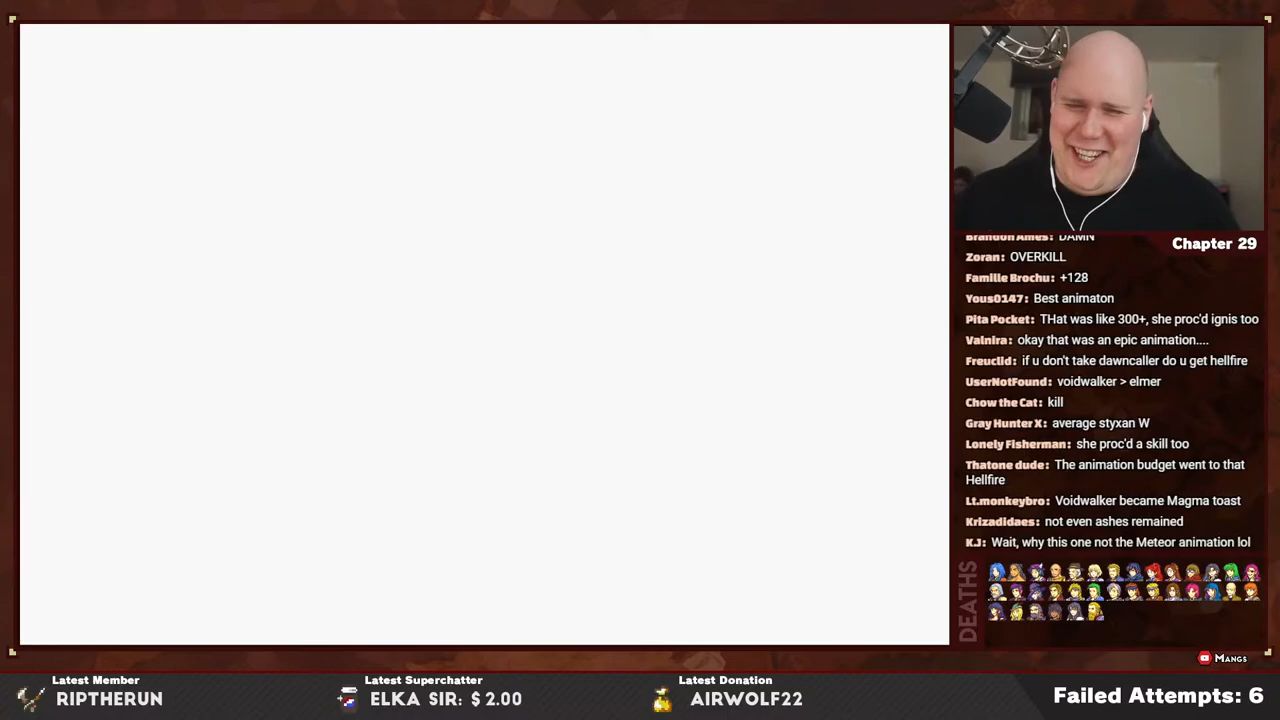 Brandon Ames: DAMN
Chapter 29
Zoran: OVERKILL
Famille Brochu: +128
Yous0147: Best animaton
Pita Pocket: THat was like 300+, she proc'd ignis too
Valnira: okay that was an epic animation....
Freuclid: if u don't take dawncaller do u get hellfire
UserNotFound: voidwalker > elmer
Chow the Cat: kill
Gray Hunter X: average styxan W
Lonely Fisherman: she proc'd a skill too
Thatone dude: The animation budget went to that
Hellfire
Lt.monkeybro: Voidwalker became Magma toast
Krizadidaes: not even ashes remained
K.J: Wait, why this one not the Meteor animation lol
DEATHS
MANGS
Latest Member
RIPTHERUN
Latest Superchatter
ELKA SIR: $ 2.00
Latest Donation
AIRWOLF22
Failed Attempts: 6